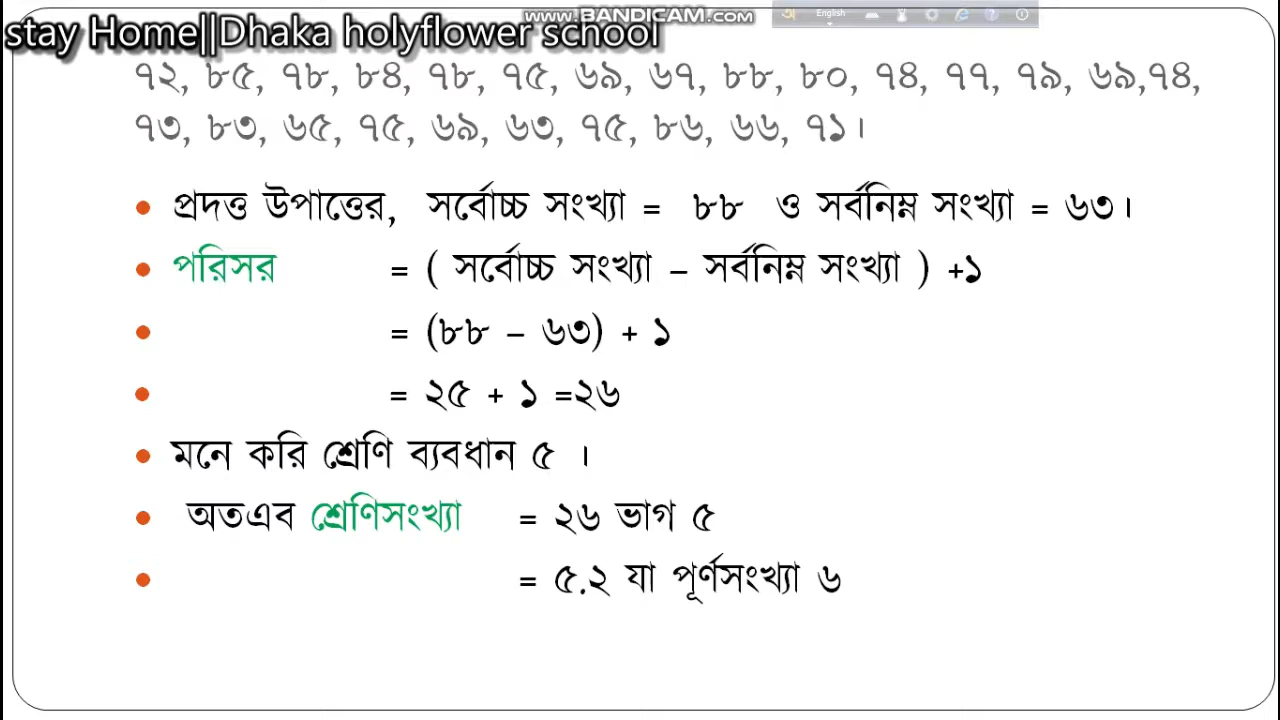 www.BANDICAM.com
English
stay Home||Dhaka holyflower school
৭২, ৮৫, ৭৮, ৮৪, ৭৮, ৭৫, ৬৯, ৬৭, ৮৮, ৮০, ৭৪, ৭৭, ৭৯, ৬৯,৭৪,
৭৩, ৮৩, ৬৫, ৭৫, ৬৯, ৬৩, ৭৫, ৮৬, ৬৬, ৭১।
প্রদত্ত উপাত্তের, সর্বোচ্চ সংখ্যা = ৮৮ ও সর্বনিম্ন সংখ্যা = ৬৩।
পরিসর = ( সর্বোচ্চ সংখ্যা – সর্বনিম্ন সংখ্যা ) +১
= (৮৮ – ৬৩) + ১
= ২৫ + ১ =২৬
মনে করি শ্রেণি ব্যবধান ৫ ।
অতএব শ্রেণিসংখ্যা = ২৬ ভাগ ৫
= ৫.২ যা পূর্ণসংখ্যা ৬